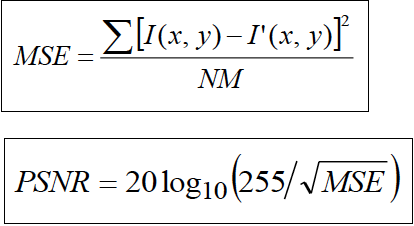 MSE = ∑[I(x, y) – I'(x, y)]² / NM
PSNR = 20 log₁₀(255/√MSE)